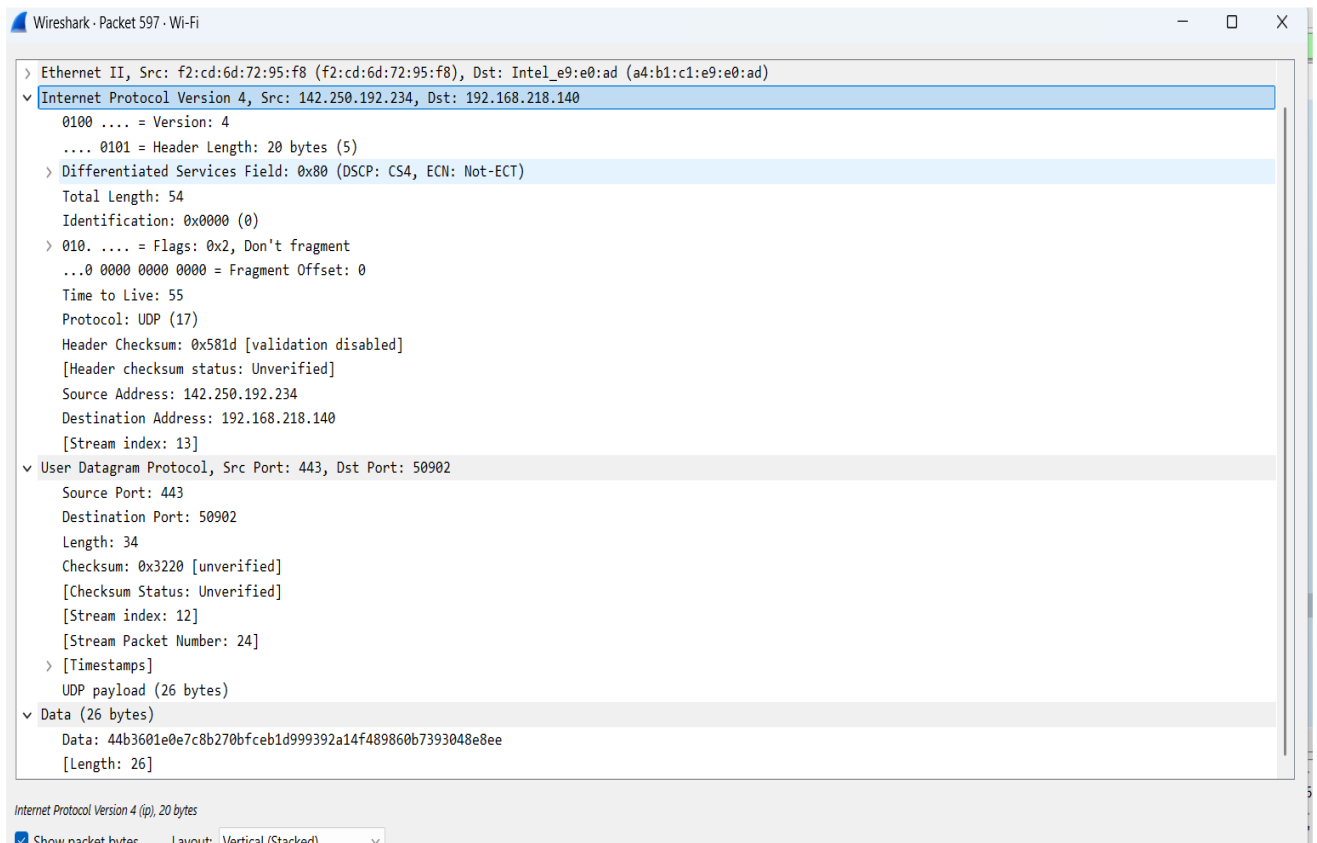 Wireshark · Packet 597 · Wi-Fi
Ethernet II, Src: f2:cd:6d:72:95:f8 (f2:cd:6d:72:95:f8), Dst: Intel_e9:e0:ad (a4:b1:c1:e9:e0:ad)
Internet Protocol Version 4, Src: 142.250.192.234, Dst: 192.168.218.140
0100 .... = Version: 4
.... 0101 = Header Length: 20 bytes (5)
Differentiated Services Field: 0x80 (DSCP: CS4, ECN: Not-ECT)
Total Length: 54
Identification: 0x0000 (0)
010. .... = Flags: 0x2, Don't fragment
...0 0000 0000 0000 = Fragment Offset: 0
Time to Live: 55
Protocol: UDP (17)
Header Checksum: 0x581d [validation disabled]
[Header checksum status: Unverified]
Source Address: 142.250.192.234
Destination Address: 192.168.218.140
[Stream index: 13]
User Datagram Protocol, Src Port: 443, Dst Port: 50902
Source Port: 443
Destination Port: 50902
Length: 34
Checksum: 0x3220 [unverified]
[Checksum Status: Unverified]
[Stream index: 12]
[Stream Packet Number: 24]
[Timestamps]
UDP payload (26 bytes)
Data (26 bytes)
Data: 44b3601e0e7c8b270bfceb1d999392a14f489860b7393048e8ee
[Length: 26]
Internet Protocol Version 4 (ip), 20 bytes
Show packet bytes Layout: Vertical (Stacked)